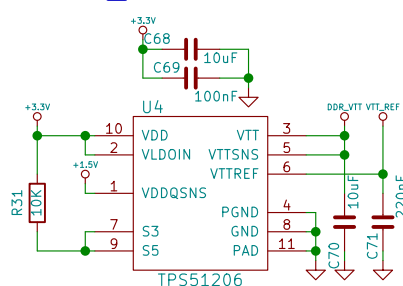 +3.3V
C68
10uF
C69
100nF
U4
+3.3V
DDR_VTT VTT_REF
10 VDD VTT 3
2 VLDOIN VTTSNS 5
+1.5V
VTTREF 6
1 VDDQSNS
R31
10K
10uF
220nF
PGND 4
7 S3 GND 8
9 S5 PAD 11
C70
C71
TPS51206